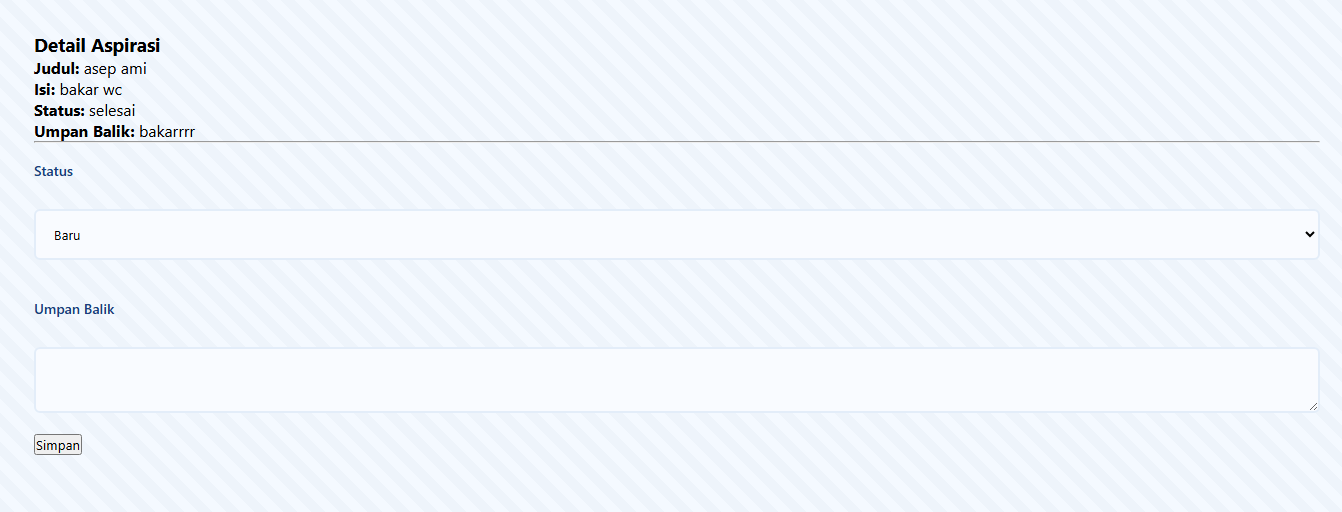 Detail Aspirasi
Judul: asep ami
Isi: bakar wc
Status: selesai
Umpan Balik: bakarrrr
Status
Baru
Umpan Balik
Simpan